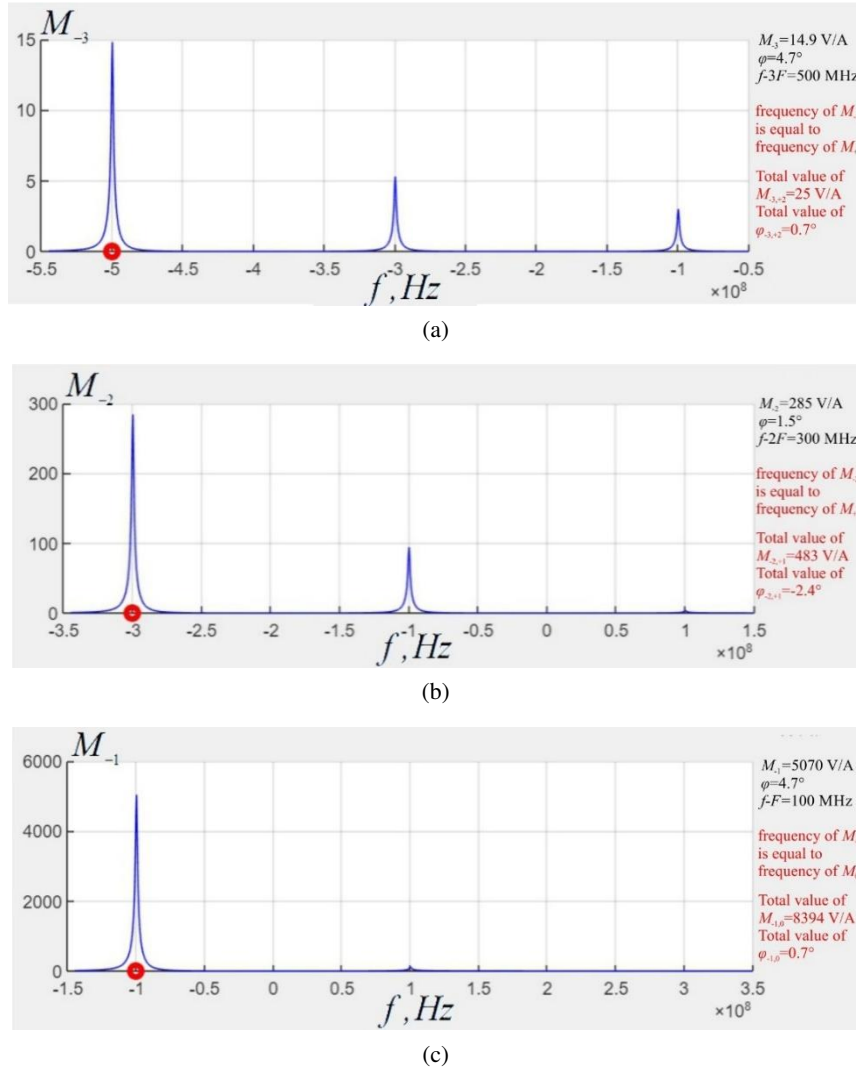 M₋₃
15
10
5
0
-5.5 -5 -4.5 -4 -3.5 -3 -2.5 -2 -1.5 -1 -0.5
×10⁸
f, Hz
M₋₃=14.9 V/A
φ=4.7°
f-3F=500 MHz
frequency of M
is equal to
frequency of M
Total value of
M₋₃,₊₂=25 V/A
Total value of
φ₋₃,₊₂=0.7°
(a)
M₋₂
300
200
100
0
-3.5 -3 -2.5 -2 -1.5 -1 -0.5 0 0.5 1 1.5
×10⁸
f, Hz
M₋₂=285 V/A
φ=1.5°
f-2F=300 MHz
frequency of M
is equal to
frequency of M
Total value of
M₋₂,₊₁=483 V/A
Total value of
φ₋₂,₊₁=-2.4°
(b)
M₋₁
6000
4000
2000
0
-1.5 -1 -0.5 0 0.5 1 1.5 2 2.5 3 3.5
×10⁸
f, Hz
M₋₁=5070 V/A
φ=4.7°
f-F=100 MHz
frequency of M
is equal to
frequency of M
Total value of
M₋₁,₀=8394 V/A
Total value of
φ₋₁,₀=0.7°
(c)